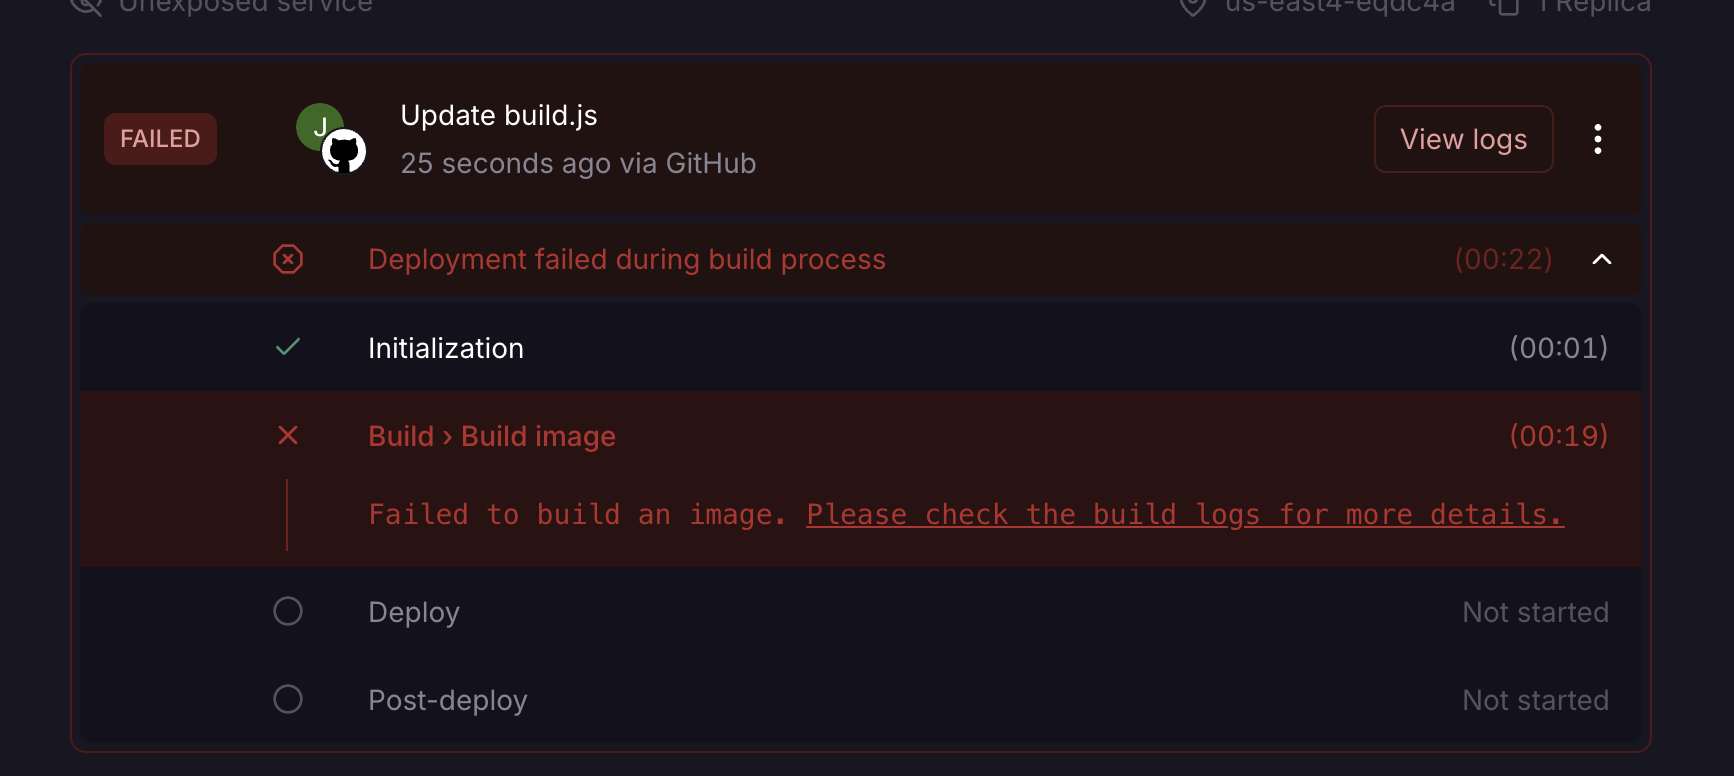 Unexposed service
us-east4-eqdc4a
1 Replica
FAILED
J
Update build.js
25 seconds ago via GitHub
View logs
Deployment failed during build process
(00:22)
Initialization
(00:01)
Build › Build image
(00:19)
Failed to build an image. Please check the build logs for more details.
Deploy
Not started
Post-deploy
Not started